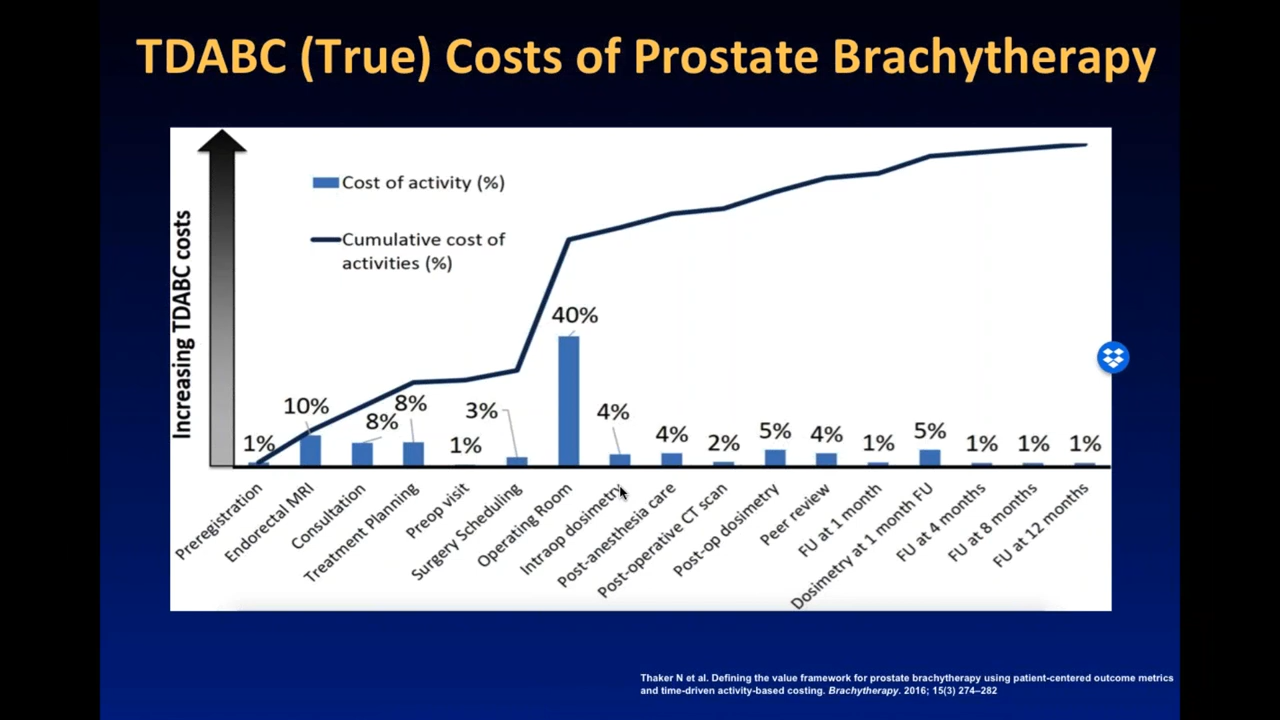 TDABC (True) Costs of Prostate Brachytherapy
Increasing TDABC costs
Cost of activity (%)
Cumulative cost of
activities (%)
1%
10%
8%
8%
1%
3%
40%
4%
4%
2%
5%
4%
1%
5%
1%
1%
1%
Preregistration
Endorectal MRI
Consultation
Treatment Planning
Preop visit
Surgery Scheduling
Operating Room
Intraop dosimetry
Post-anesthesia care
Post-operative CT scan
Post-op dosimetry
Peer review
FU at 1 month
Dosimetry at 1 month FU
FU at 4 months
FU at 8 months
FU at 12 months
Thaker N et al. Defining the value framework for prostate brachytherapy using patient-centered outcome metrics
and time-driven activity-based costing. Brachytherapy. 2016; 15(3) 274–282